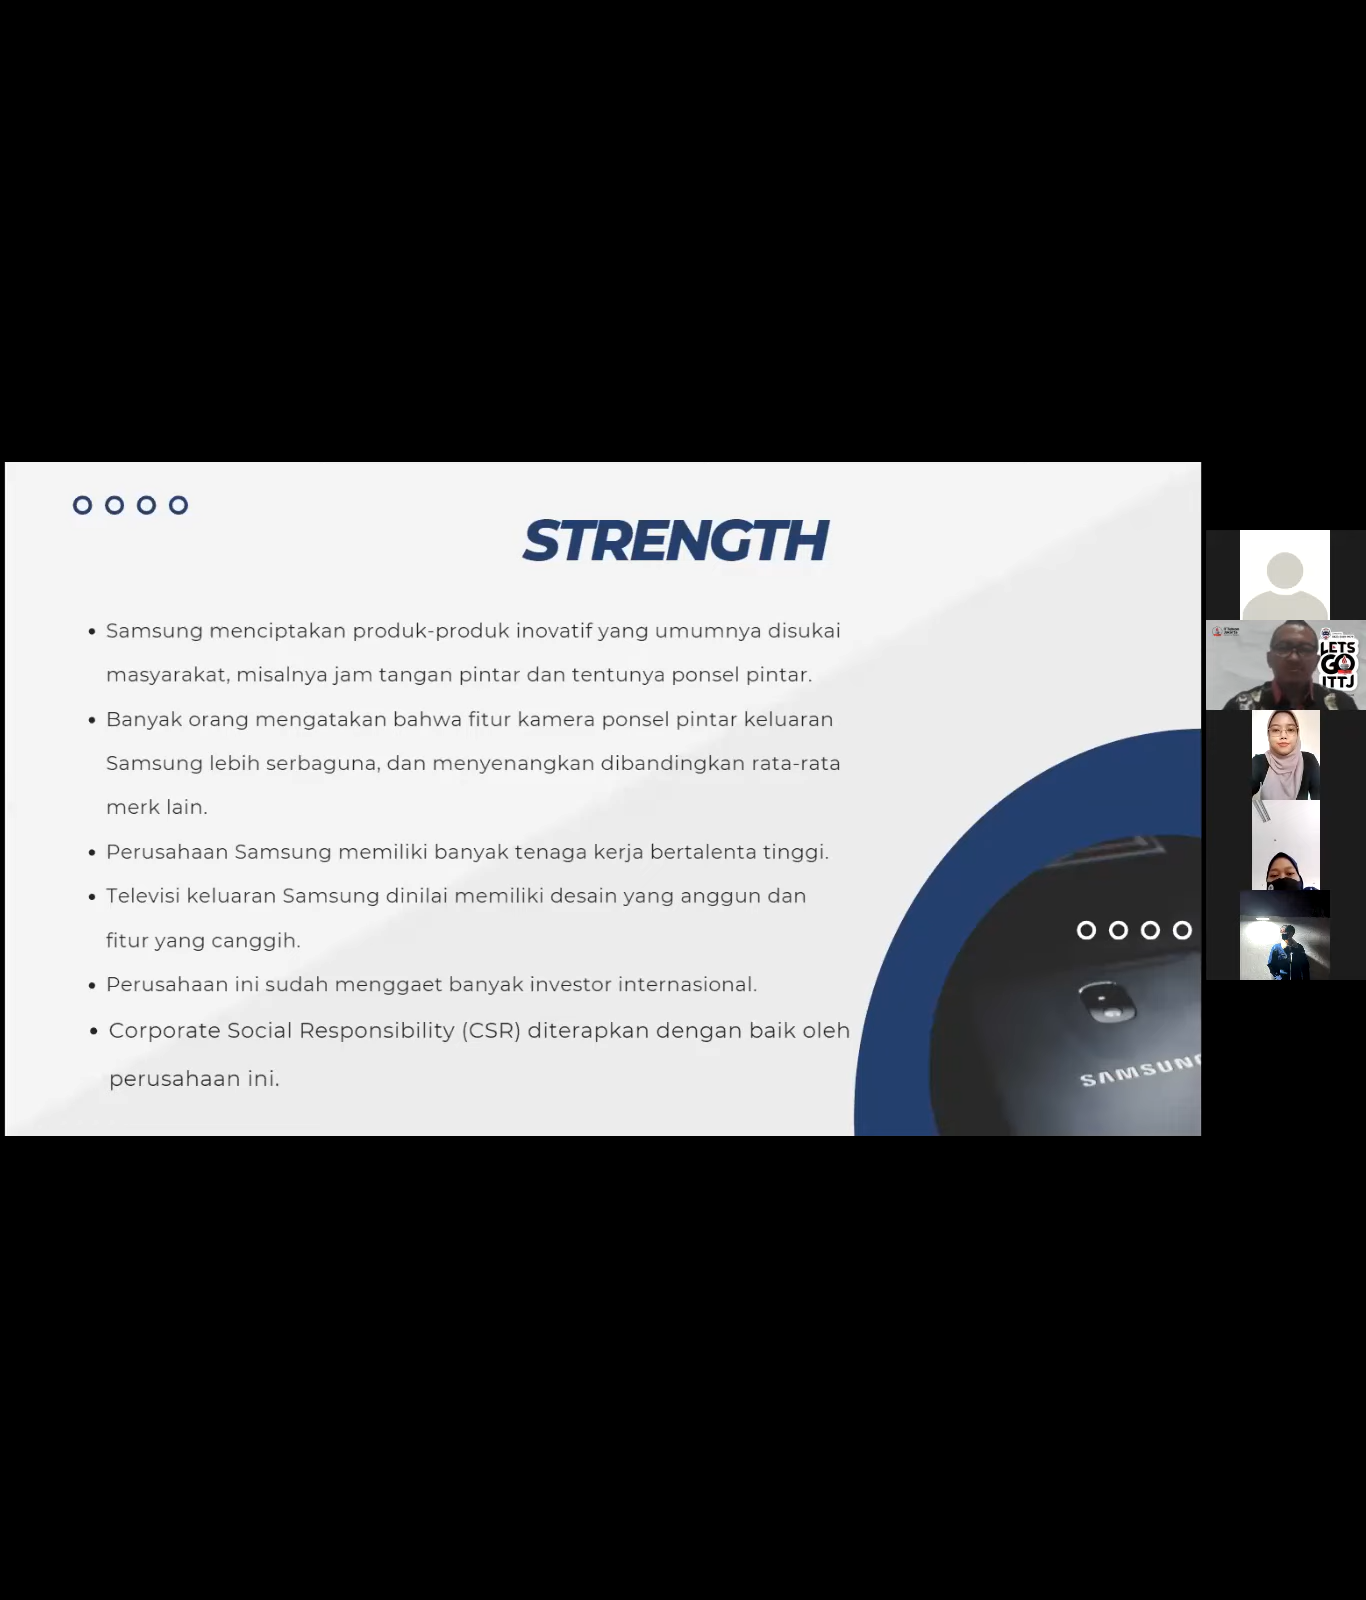 STRENGTH
• Samsung menciptakan produk-produk inovatif yang umumnya disukai
masyarakat, misalnya jam tangan pintar dan tentunya ponsel pintar.
• Banyak orang mengatakan bahwa fitur kamera ponsel pintar keluaran
Samsung lebih serbaguna, dan menyenangkan dibandingkan rata-rata
merk lain.
• Perusahaan Samsung memiliki banyak tenaga kerja bertalenta tinggi.
• Televisi keluaran Samsung dinilai memiliki desain yang anggun dan
fitur yang canggih.
• Perusahaan ini sudah menggaet banyak investor internasional.
• Corporate Social Responsibility (CSR) diterapkan dengan baik oleh
perusahaan ini.
SAMSUNG
LETS
GO
ITTJ